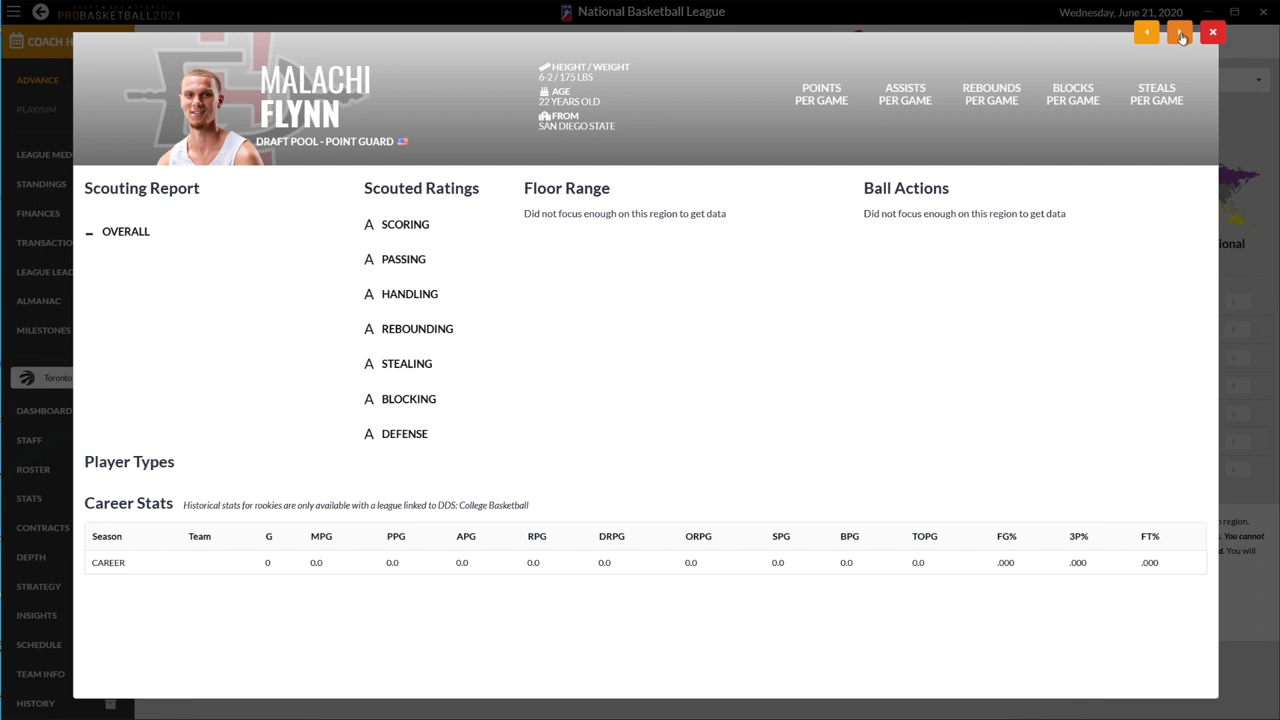 PROBASKETBALL2021
National Basketball League
Wednesday, June 21, 2020
COACH H
ADVANCE
PLAY/SIM
LEAGUE MED
STANDINGS
FINANCES
TRANSACTIO
LEAGUE LEAD
ALMANAC
MILESTONES
Toronto
DASHBOARD
STAFF
ROSTER
STATS
CONTRACTS
DEPTH
STRATEGY
INSIGHTS
SCHEDULE
TEAM INFO
HISTORY
MALACHI
FLYNN
DRAFT POOL - POINT GUARD
HEIGHT / WEIGHT
6-2 / 175 LBS
AGE
22 YEARS OLD
FROM
SAN DIEGO STATE
POINTS PER GAME
ASSISTS PER GAME
REBOUNDS PER GAME
BLOCKS PER GAME
STEALS PER GAME
Scouting Report
- OVERALL
Scouted Ratings
A SCORING
A PASSING
A HANDLING
A REBOUNDING
A STEALING
A BLOCKING
A DEFENSE
Floor Range
Did not focus enough on this region to get data
Ball Actions
Did not focus enough on this region to get data
Player Types
Career Stats Historical stats for rookies are only available with a league linked to DDS: College Basketball
Season Team G MPG PPG APG RPG DRPG ORPG SPG BPG TOPG FG% 3P% FT%
CAREER 0 0.0 0.0 0.0 0.0 0.0 0.0 0.0 0.0 0.0 .000 .000 .000
ional
n region.
You cannot
d. You will